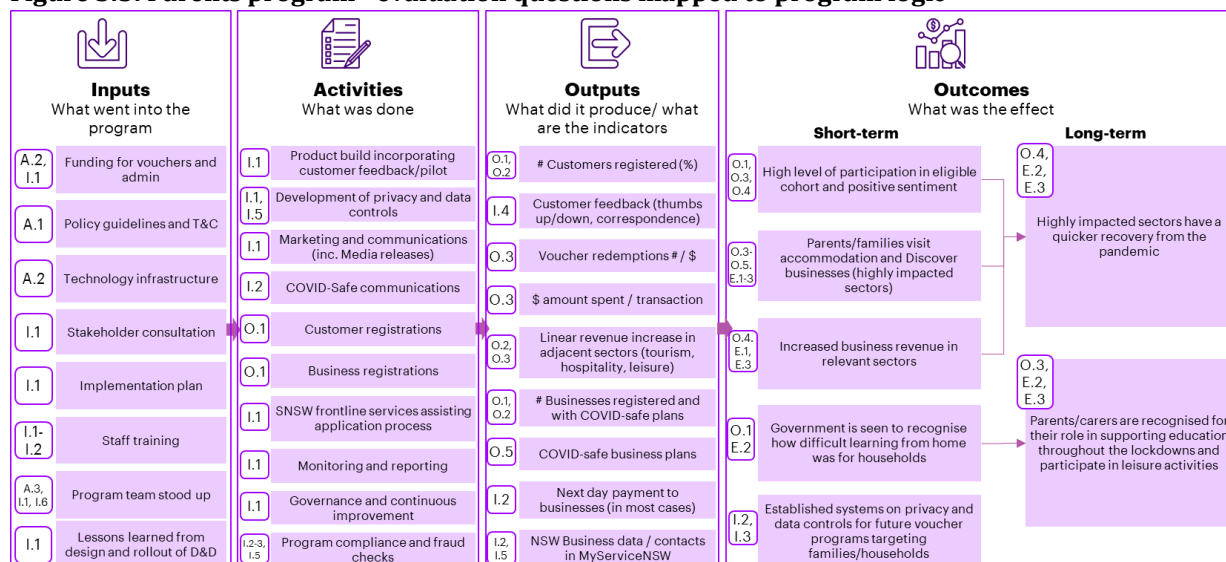 Figure Parents program - evaluation questions mapped to program logic
Inputs
What went into the
program
A.2,
I.1
Funding for vouchers and
admin
A.1
Policy guidelines and T&C
A.2
Technology infrastructure
I.1
Stakeholder consultation
I.1
Implementation plan
I.1-
I.2
Staff training
A.3,
I.1, I.6
Program team stood up
I.1
Lessons learned from
design and rollout of D&D
Activities
What was done
I.1
Product build incorporating
customer feedback/pilot
I.1,
I.5
Development of privacy and data
controls
I.1
Marketing and communications
(inc. Media releases)
I.2
COVID-Safe communications
O.1
Customer registrations
O.1
Business registrations
I.1
SNSW frontline services assisting
application process
I.1
Monitoring and reporting
I.1
Governance and continuous
improvement
I.2-3,
I.5
Program compliance and fraud
checks
Outputs
What did it produce/ what
are the indicators
O.1,
O.2
# Customers registered (%)
I.4
Customer feedback (thumbs
up/down, correspondence)
O.3
Voucher redemptions # / $
O.3
$ amount spent / transaction
O.2,
O.3
Linear revenue increase in
adjacent sectors (tourism,
hospitality, leisure)
O.1,
O.2
# Businesses registered and
with COVID-safe plans
O.5
COVID-safe business plans
I.2
Next day payment to
businesses (in most cases)
I.2,
I.5
NSW Business data / contacts
in MyServiceNSW
Outcomes
What was the effect
Short-term
O.1,
O.3,
O.4
High level of participation in eligible
cohort and positive sentiment
O.3-
O.5.
E.1-3
Parents/families visit
accommodation and Discover
businesses (highly impacted
sectors)
O.4.
E.1,
E.3
Increased business revenue in
relevant sectors
O.1
E.2
Government is seen to recognise
how difficult learning from home
was for households
I.2,
I.3
Established systems on privacy and
data controls for future voucher
programs targeting
families/households
Long-term
O.4,
E.2,
E.3
Highly impacted sectors have a
quicker recovery from the
pandemic
O.3,
E.2,
E.3
Parents/carers are recognised for
their role in supporting education
throughout the lockdowns and
participate in leisure activities